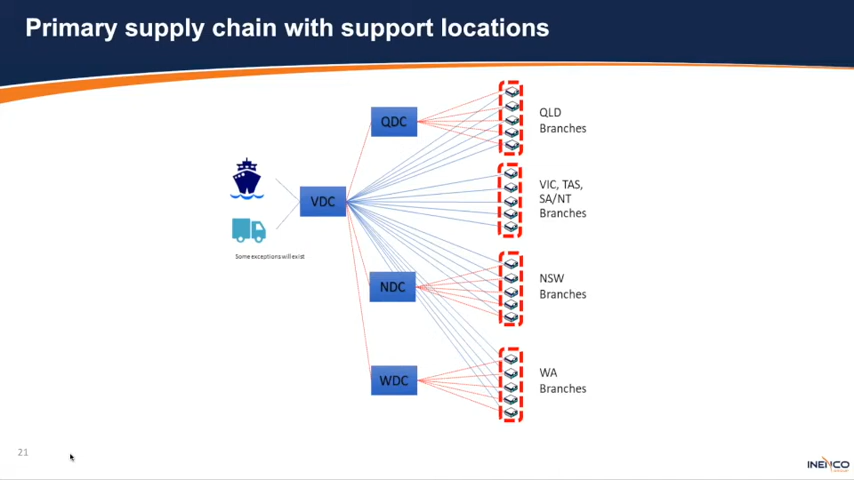 Primary supply chain with support locations
QDC
QLD
Branches
VDC
VIC, TAS,
SA/NT
Branches
Some exceptions will exist
NDC
NSW
Branches
WDC
WA
Branches
21
INENCO